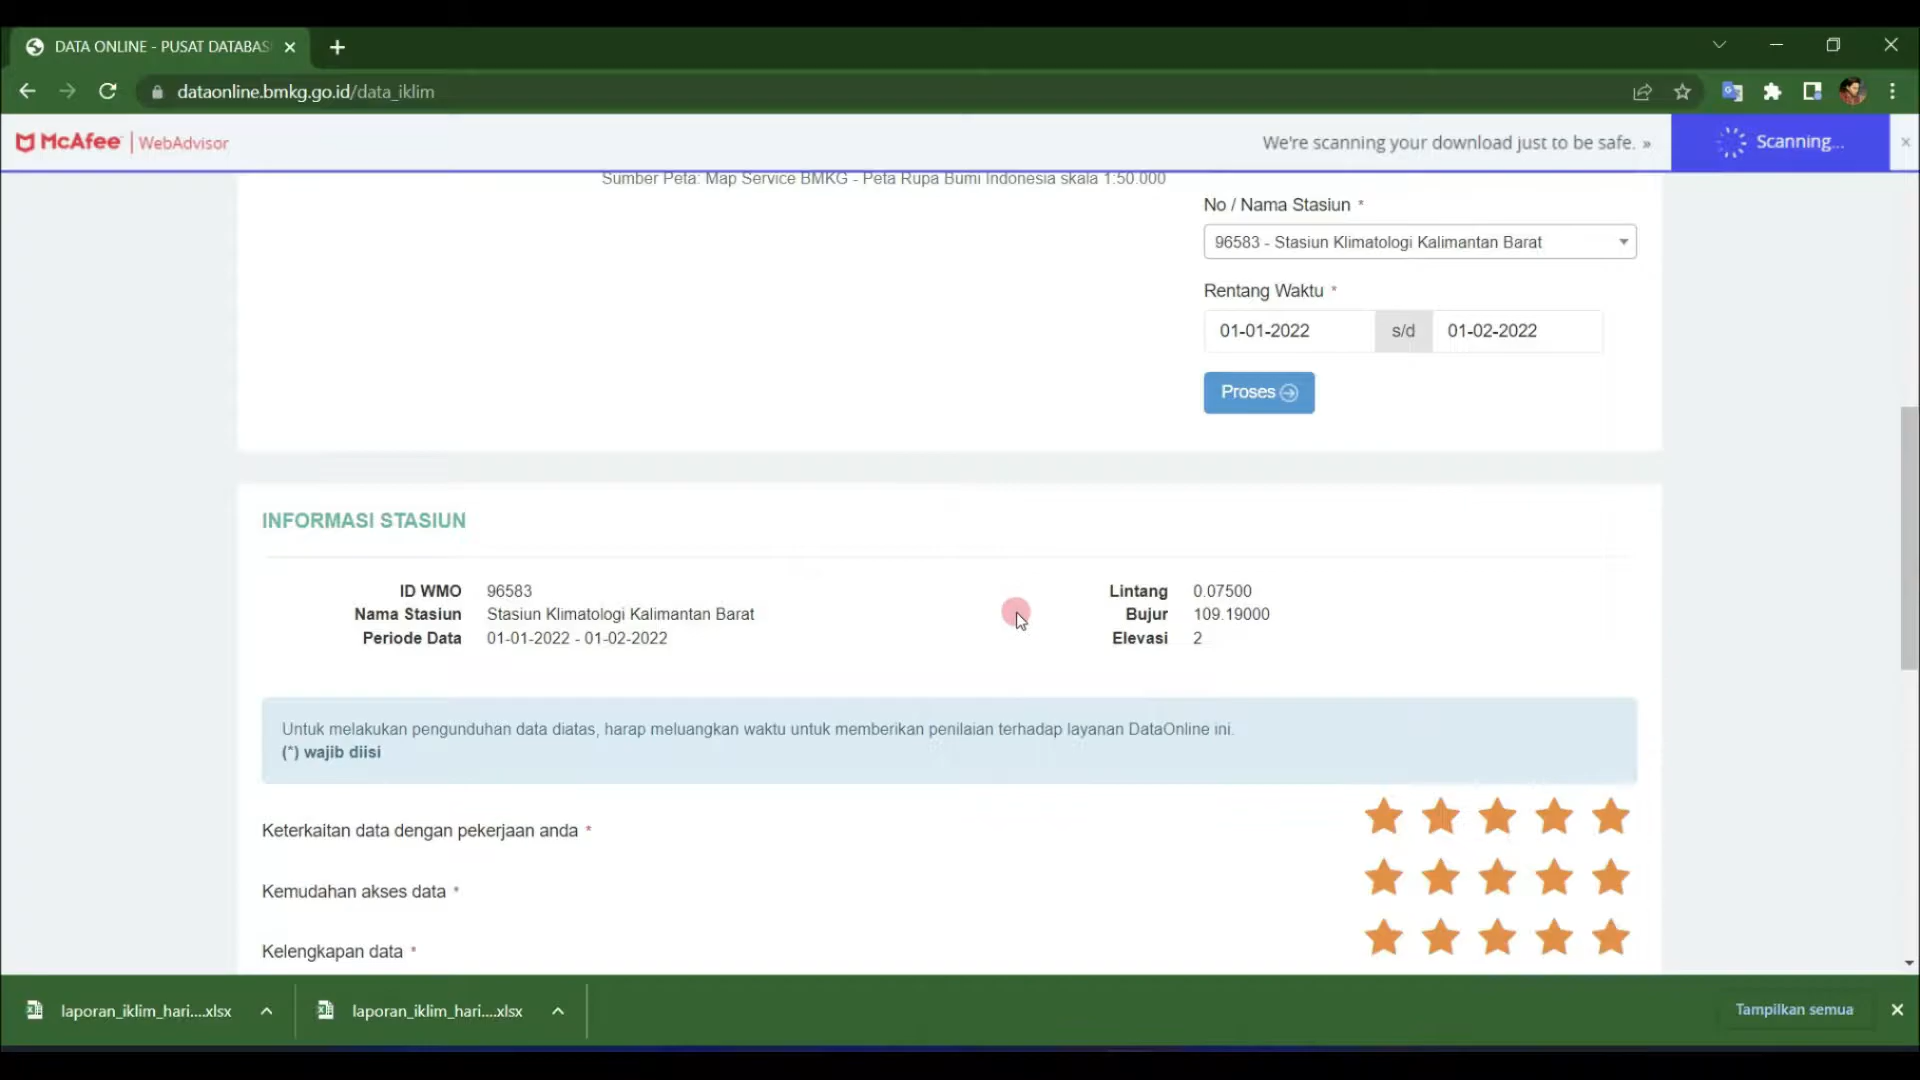 DATA ONLINE - PUSAT DATABAS
dataonline.bmkg.go.id/data_iklim
McAfee | WebAdvisor
We're scanning your download just to be safe. »
Scanning...
Sumber Peta: Map Service BMKG - Peta Rupa Bumi Indonesia skala 1:50.000
No / Nama Stasiun *
96583 - Stasiun Klimatologi Kalimantan Barat
Rentang Waktu *
01-01-2022 s/d 01-02-2022
Proses
INFORMASI STASIUN
ID WMO 96583
Nama Stasiun Stasiun Klimatologi Kalimantan Barat
Periode Data 01-01-2022 - 01-02-2022
Lintang 0.07500
Bujur 109.19000
Elevasi 2
Untuk melakukan pengunduhan data diatas, harap meluangkan waktu untuk memberikan penilaian terhadap layanan DataOnline ini.
(*) wajib diisi
Keterkaitan data dengan pekerjaan anda *
Kemudahan akses data *
Kelengkapan data *
laporan_iklim_hari....xlsx
laporan_iklim_hari....xlsx
Tampilkan semua